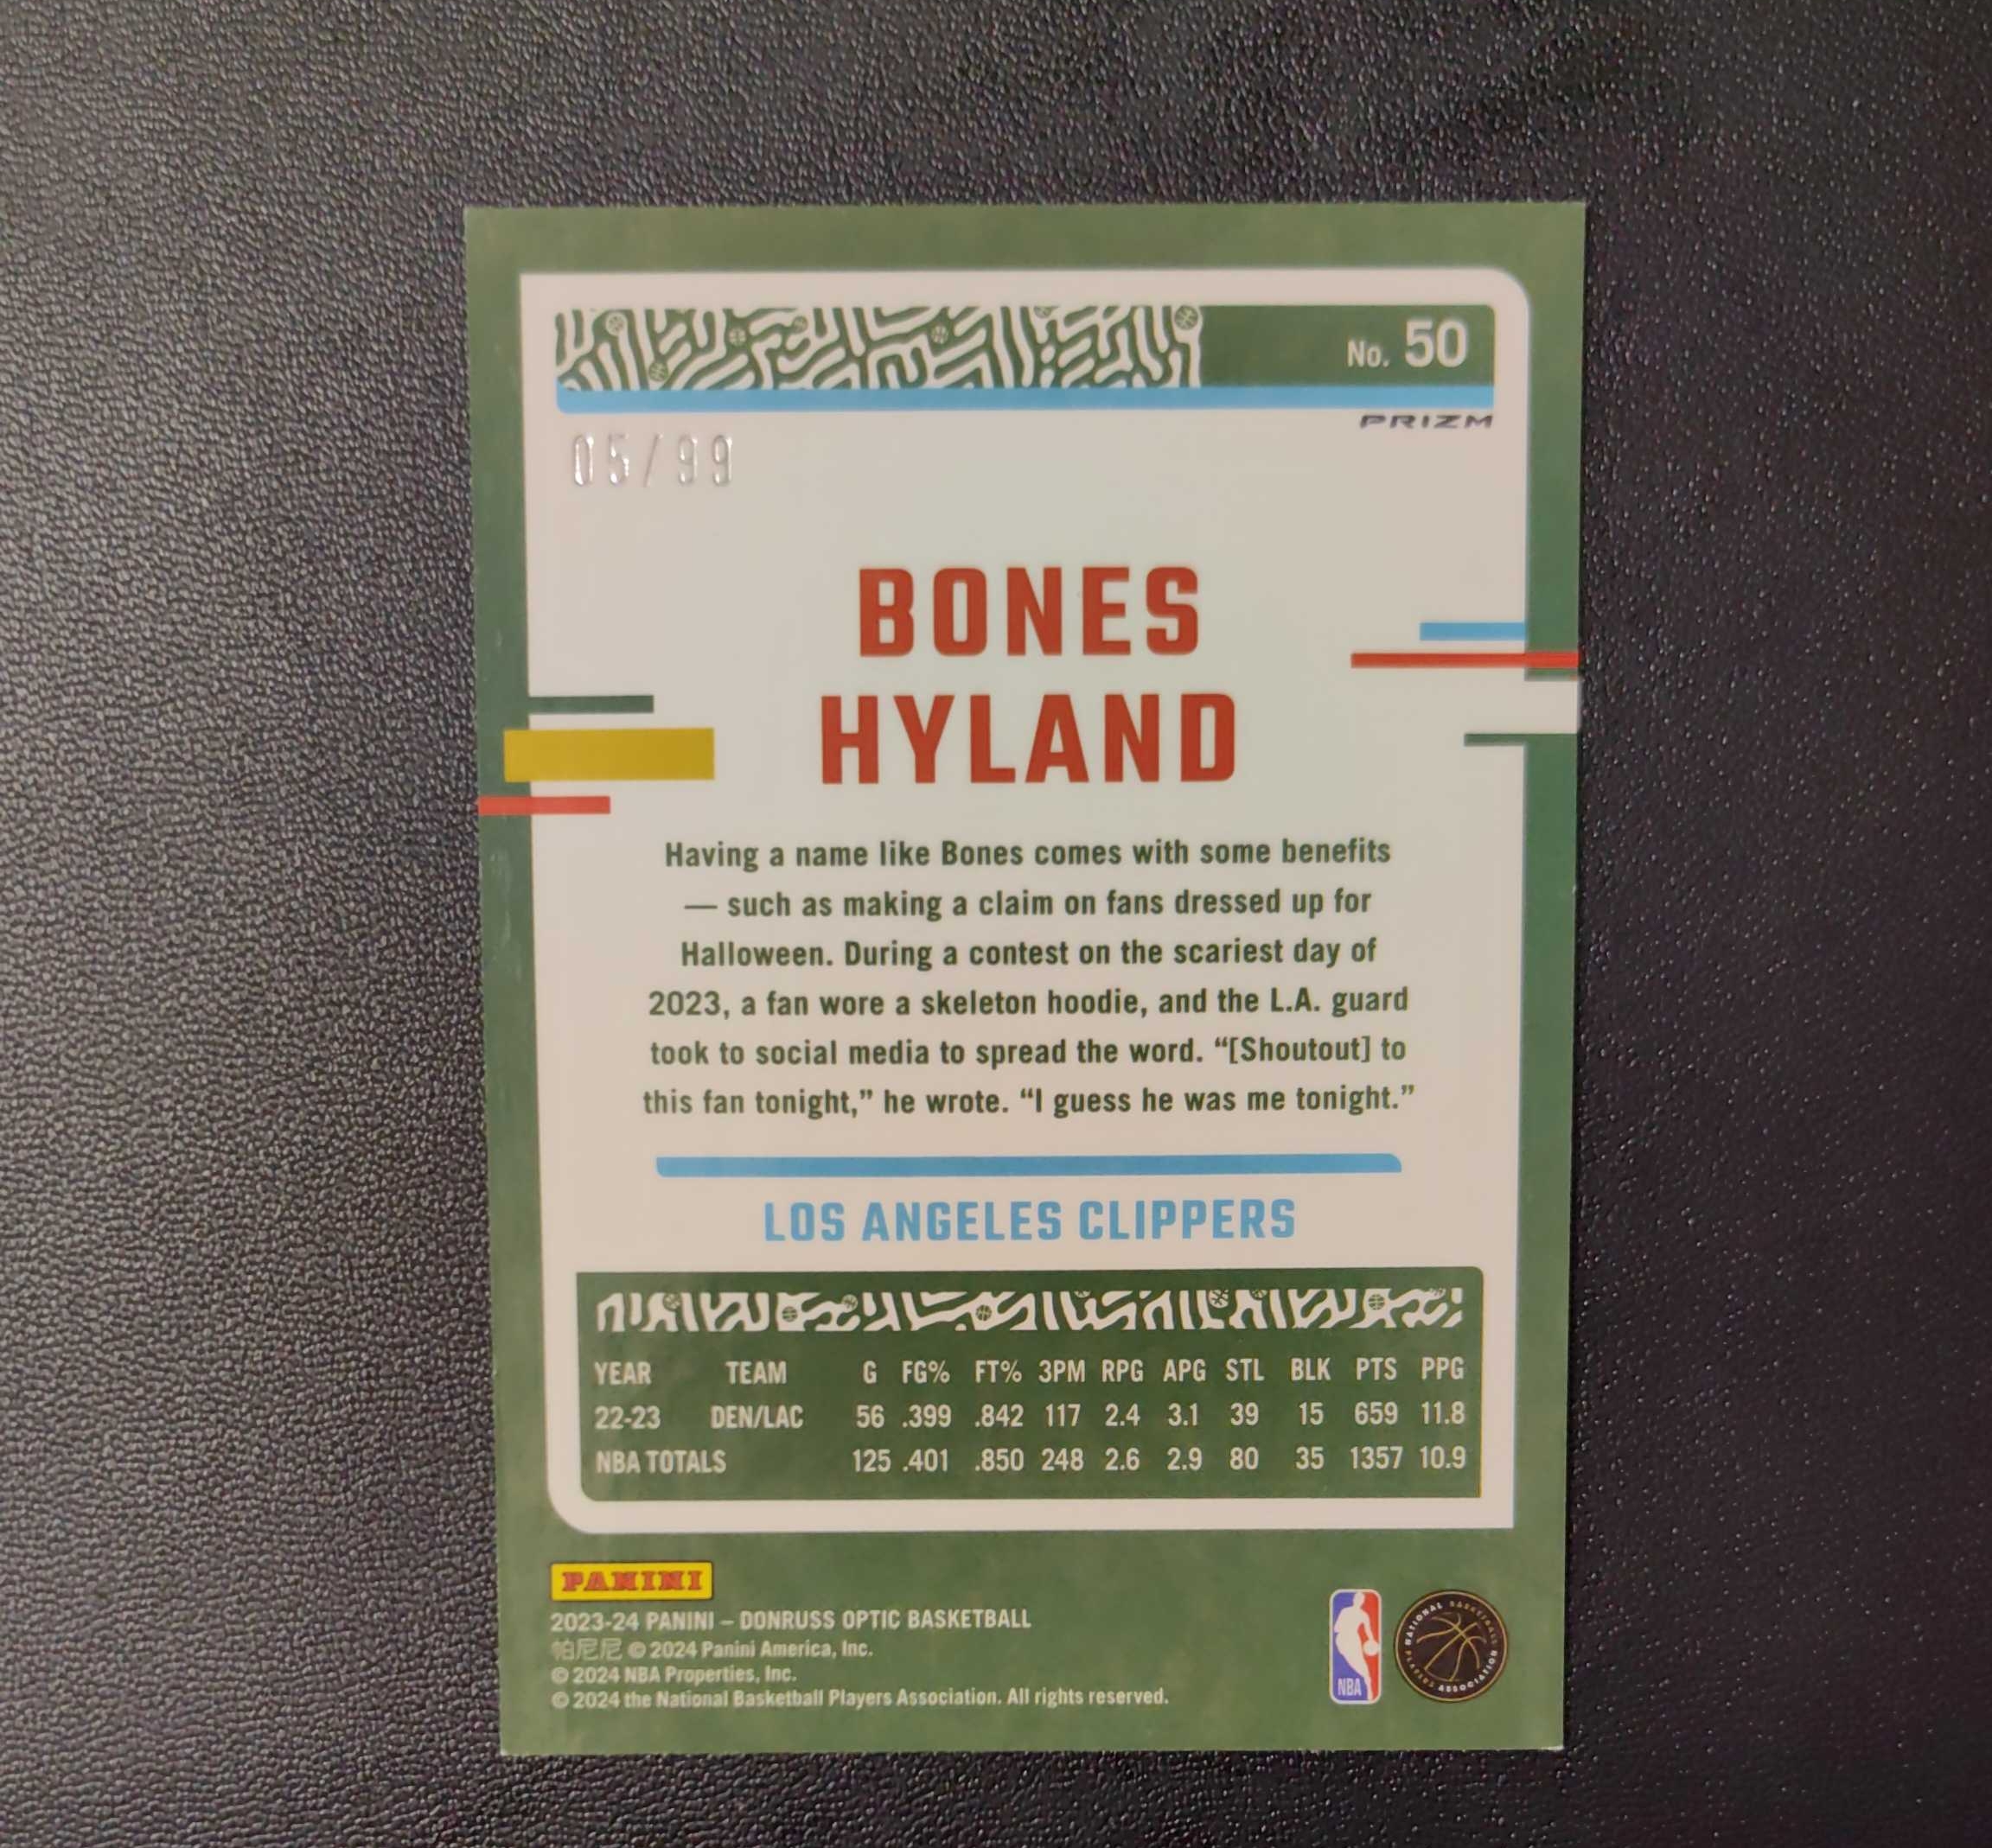 No. 50
PRIZM
05/99
BONES
HYLAND
Having a name like Bones comes with some benefits
— such as making a claim on fans dressed up for
Halloween. During a contest on the scariest day of
2023, a fan wore a skeleton hoodie, and the L.A. guard
took to social media to spread the word. “[Shoutout] to
this fan tonight,” he wrote. “I guess he was me tonight.”
LOS ANGELES CLIPPERS
YEAR TEAM G FG% FT% 3PM RPG APG STL BLK PTS PPG
22-23 DEN/LAC 56 .399 .842 117 2.4 3.1 39 15 659 11.8
NBA TOTALS 125 .401 .850 248 2.6 2.9 80 35 1357 10.9
PANINI
2023-24 PANINI – DONRUSS OPTIC BASKETBALL
帕尼尼 © 2024 Panini America, Inc.
© 2024 NBA Properties, Inc.
© 2024 the National Basketball Players Association. All rights reserved.
NBA
NATIONAL BASKETBALL PLAYERS ASSOCIATION